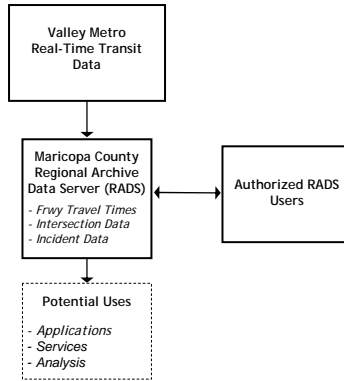 Valley Metro
Real-Time Transit
Data
Maricopa County
Regional Archive
Data Server (RADS)
- Frwy Travel Times
- Intersection Data
- Incident Data
Authorized RADS
Users
Potential Uses
- Applications
- Services
- Analysis